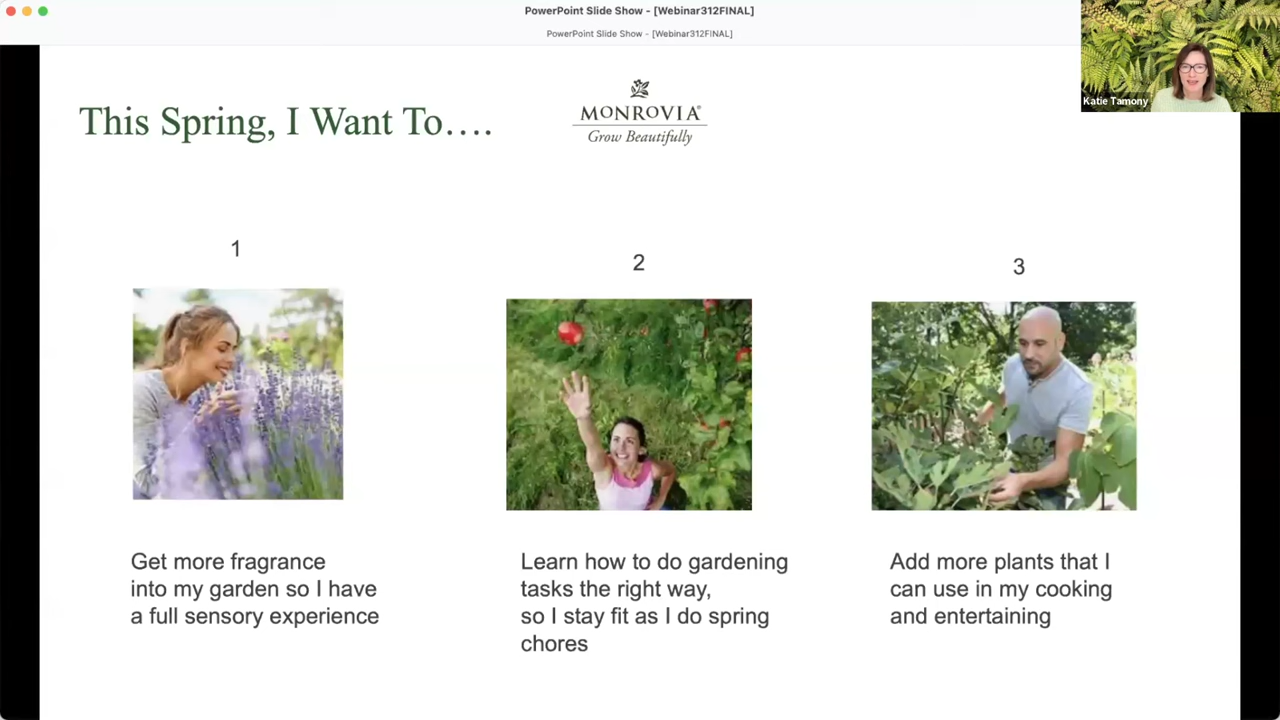 PowerPoint Slide Show - [Webinar312FINAL]
PowerPoint Slide Show - [Webinar312FINAL]
Katie Tamony
This Spring, I Want To….
MONROVIA®
Grow Beautifully
1
2
3
Get more fragrance
into my garden so I have
a full sensory experience
Learn how to do gardening
tasks the right way,
so I stay fit as I do spring
chores
Add more plants that I
can use in my cooking
and entertaining